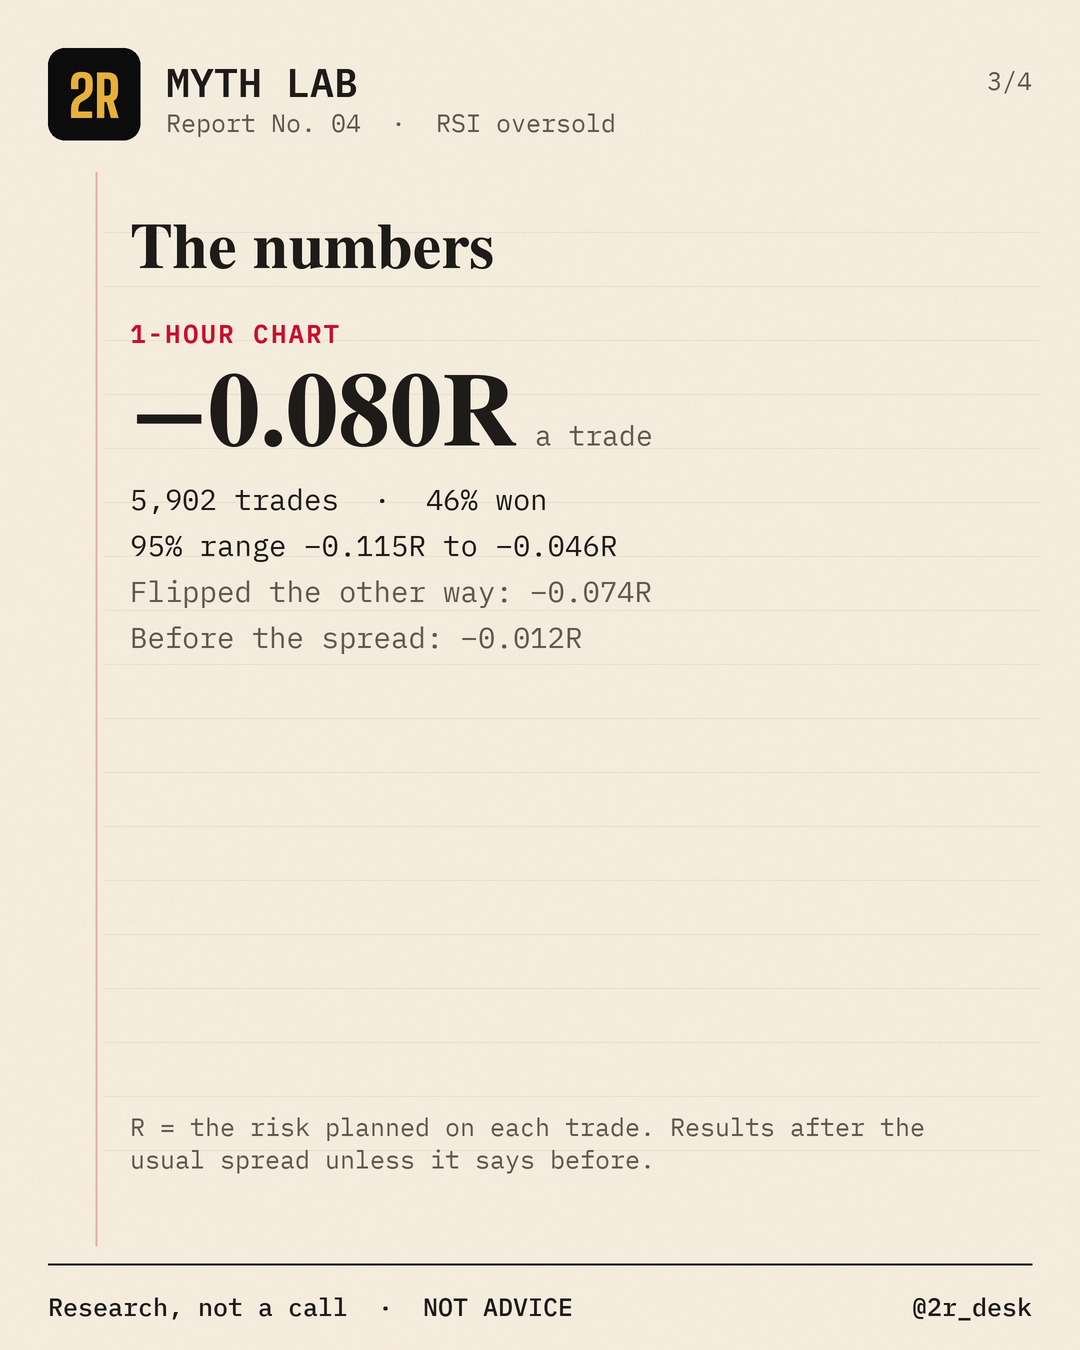 2R
MYTH LAB
3/4
Report No. 04 · RSI oversold
The numbers
1-HOUR CHART
−0.080R a trade
5,902 trades · 46% won
95% range −0.115R to −0.046R
Flipped the other way: −0.074R
Before the spread: −0.012R
R = the risk planned on each trade. Results after the
usual spread unless it says before.
Research, not a call · NOT ADVICE
@2r_desk